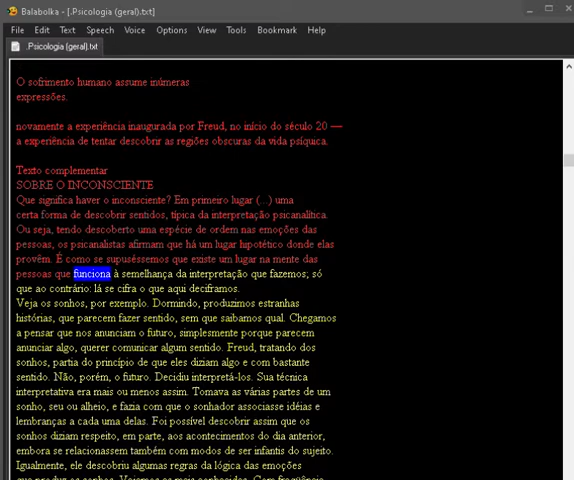 Balabolka - [.Psicologia (geral).txt]
File Edit Text Speech Voice Options Tools Bookmark Help
.Psicologia (geral).txt
O sofrimento humano assume inúmeras
expressões.
novamente a experiência inaugurada por Freud, no início do século 20 —
a experiência de tentar descobrir as regiões obscuras da vida psíquica.
Texto complementar
SOBRE O INCONSCIENTE
Que significa haver o inconsciente? Em primeiro lugar (...) uma
certa forma de descobrir sentidos, típica da interpretação psicanalítica.
Ou seja, tendo descoberto uma espécie de ordem nas emoções das
pessoas, os psicanalistas afirmam que há um lugar hipotético donde elas
provêm. É como se supuséssemos que existe um lugar na mente das
pessoas que funciona à semelhança da interpretação que fazemos; só
que ao contrário: lá se cifra o que aqui deciframos.
Veja os sonhos, por exemplo. Dormindo, produzimos estranhas
histórias, que parecem fazer sentido, sem que saibamos qual. Chegamos
a pensar que nos anunciam o futuro, simplesmente porque parecem
anunciar algo, querer comunicar algum sentido. Freud, tratando dos
sonhos, partia do princípio de que eles diziam algo e com bastante
sentido. Não, porém, o futuro. Decidiu interpretá-los. Sua técnica
interpretativa era mais ou menos assim. Tomava as várias partes de um
sonho, seu ou alheio, e fazia com que o sonhador associasse idéias e
lembranças a cada uma delas. Foi possível descobrir assim que os
sonhos diziam respeito, em parte, aos acontecimentos do dia anterior,
embora se relacionassem também com modos de ser infantis do sujeito.
Igualmente, ele descobriu algumas regras da lógica das emoções
que produz os sonhos. Vejamos as mais conhecidas. Com freqüência